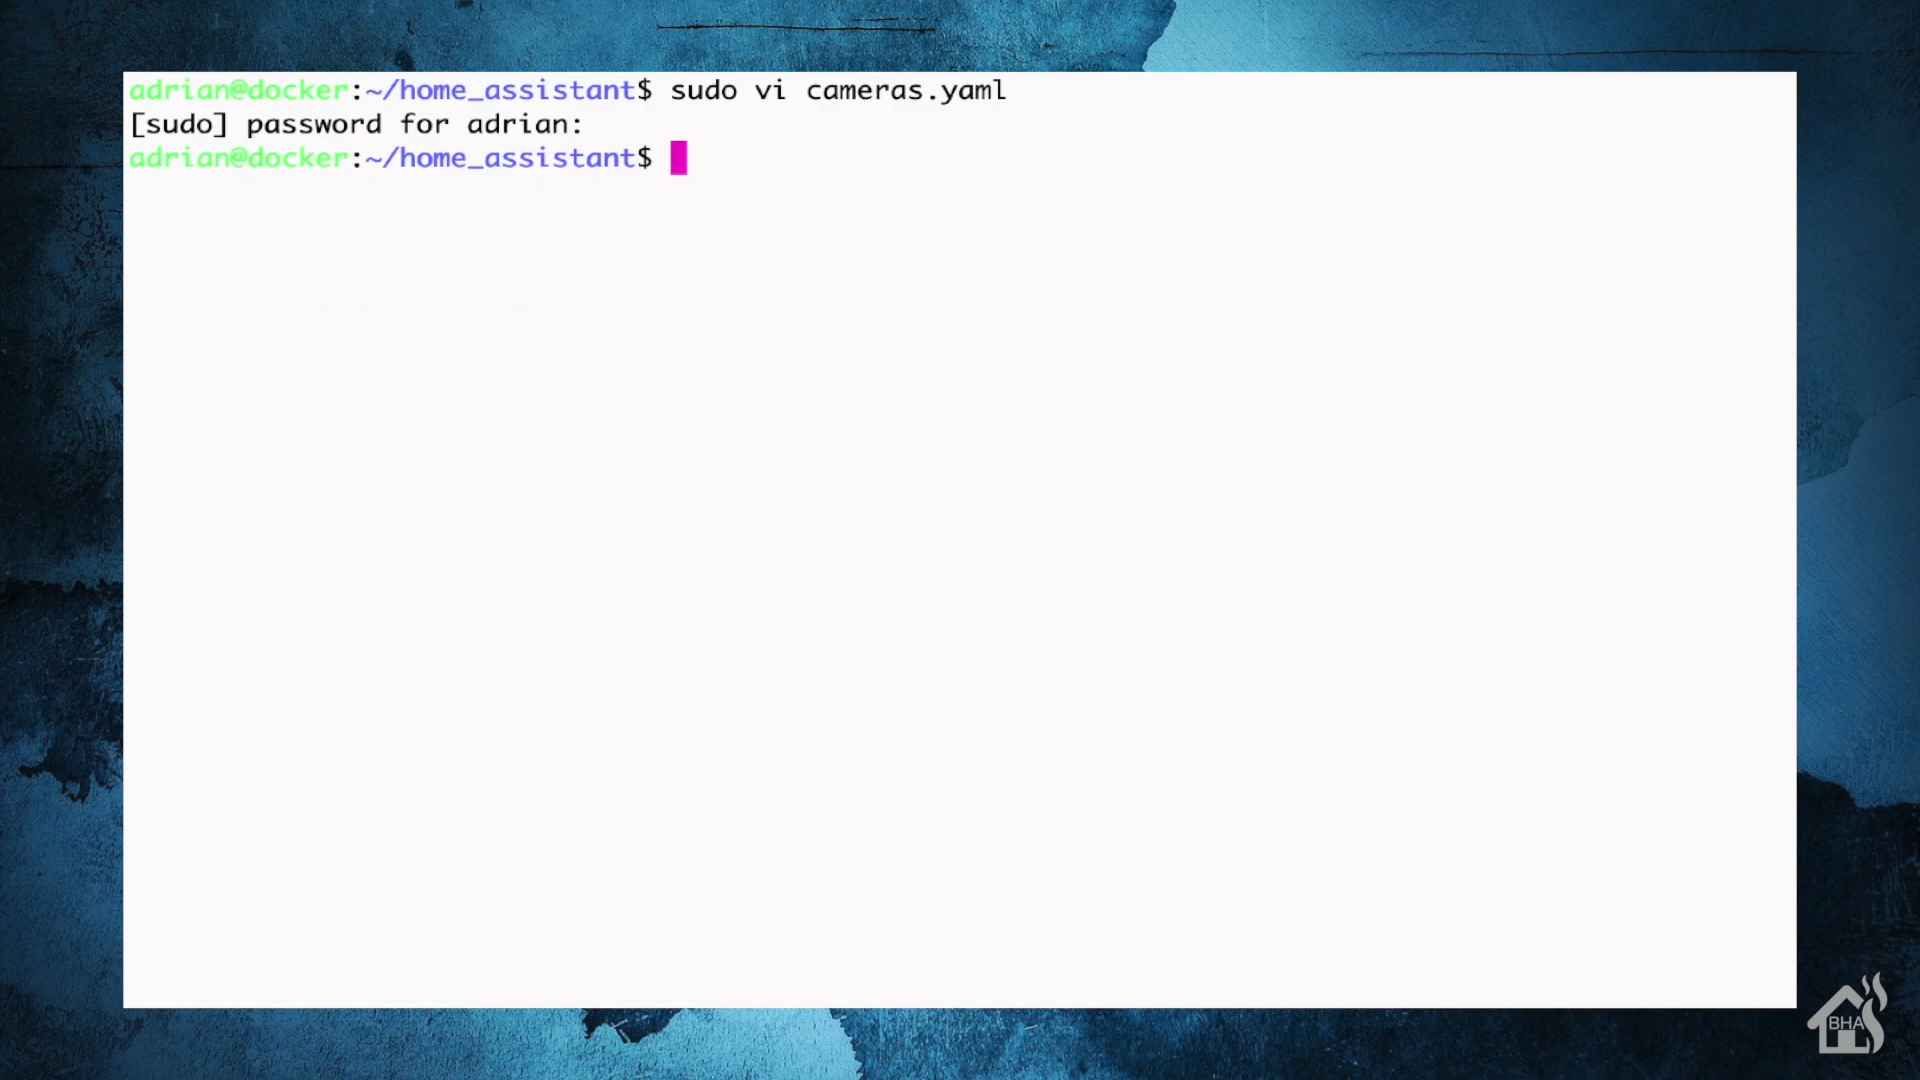 adrian@docker:~/home_assistant$ sudo vi cameras.yaml
[sudo] password for adrian:
adrian@docker:~/home_assistant$
BHA